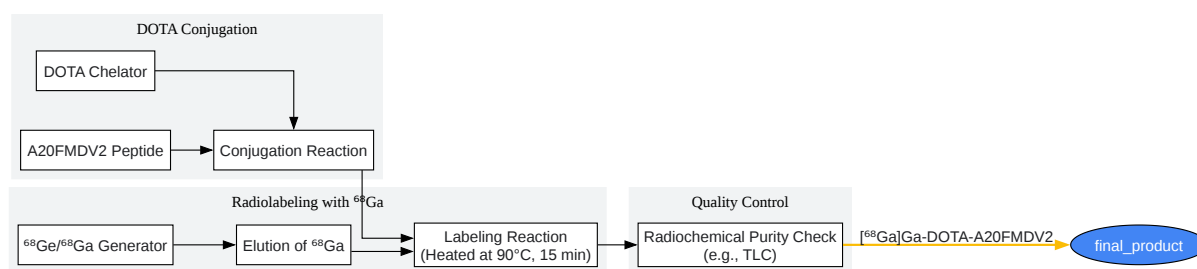 DOTA Conjugation
DOTA Chelator
A20FMDV2 Peptide
Conjugation Reaction
Radiolabeling with ⁶⁸Ga
⁶⁸Ge/⁶⁸Ga Generator
Elution of ⁶⁸Ga
Labeling Reaction
(Heated at 90°C, 15 min)
Quality Control
Radiochemical Purity Check
(e.g., TLC)
[⁶⁸Ga]Ga-DOTA-A20FMDV2
final_product